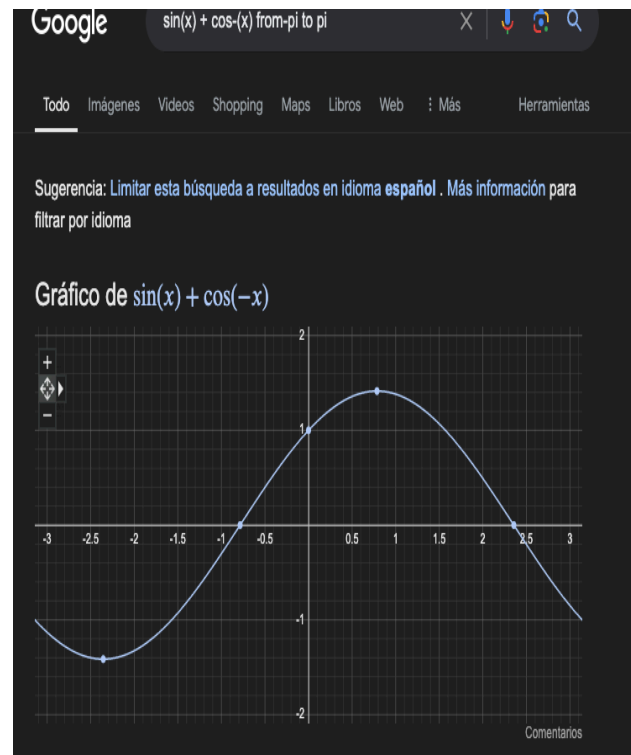 Google
sin(x) + cos-(x) from-pi to pi
Todo Imágenes Videos Shopping Maps Libros Web ⋮ Más Herramientas
Sugerencia: Limitar esta búsqueda a resultados en idioma español . Más información para
filtrar por idioma
Gráfico de sin(x) + cos(−x)
+
−
2
1
-3 -2.5 -2 -1.5 -1 -0.5 0.5 1 1.5 2 2.5 3
-1
-2
Comentarios